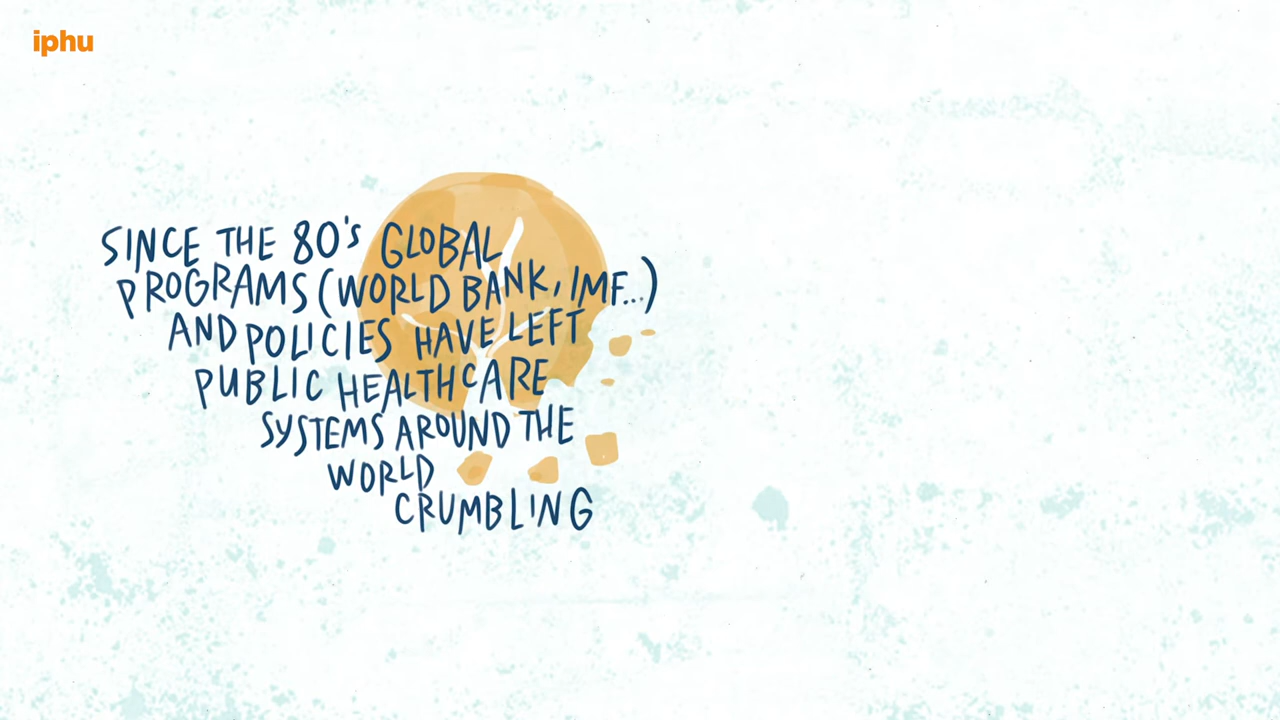 iphu
SINCE THE 80's GLOBAL
PROGRAMS (WORLD BANK, IMF...)
AND POLICIES HAVE LEFT
PUBLIC HEALTHCARE
SYSTEMS AROUND THE
WORLD
CRUMBLING